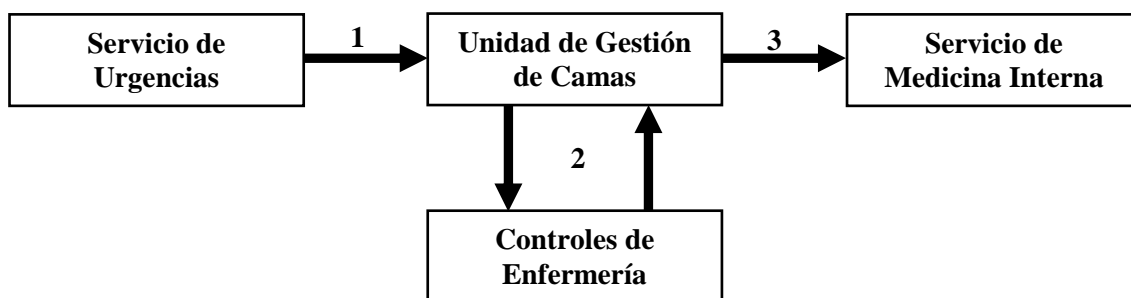 Servicio de
Urgencias
1
Unidad de Gestión
de Camas
3
Servicio de
Medicina Interna
2
Controles de
Enfermería